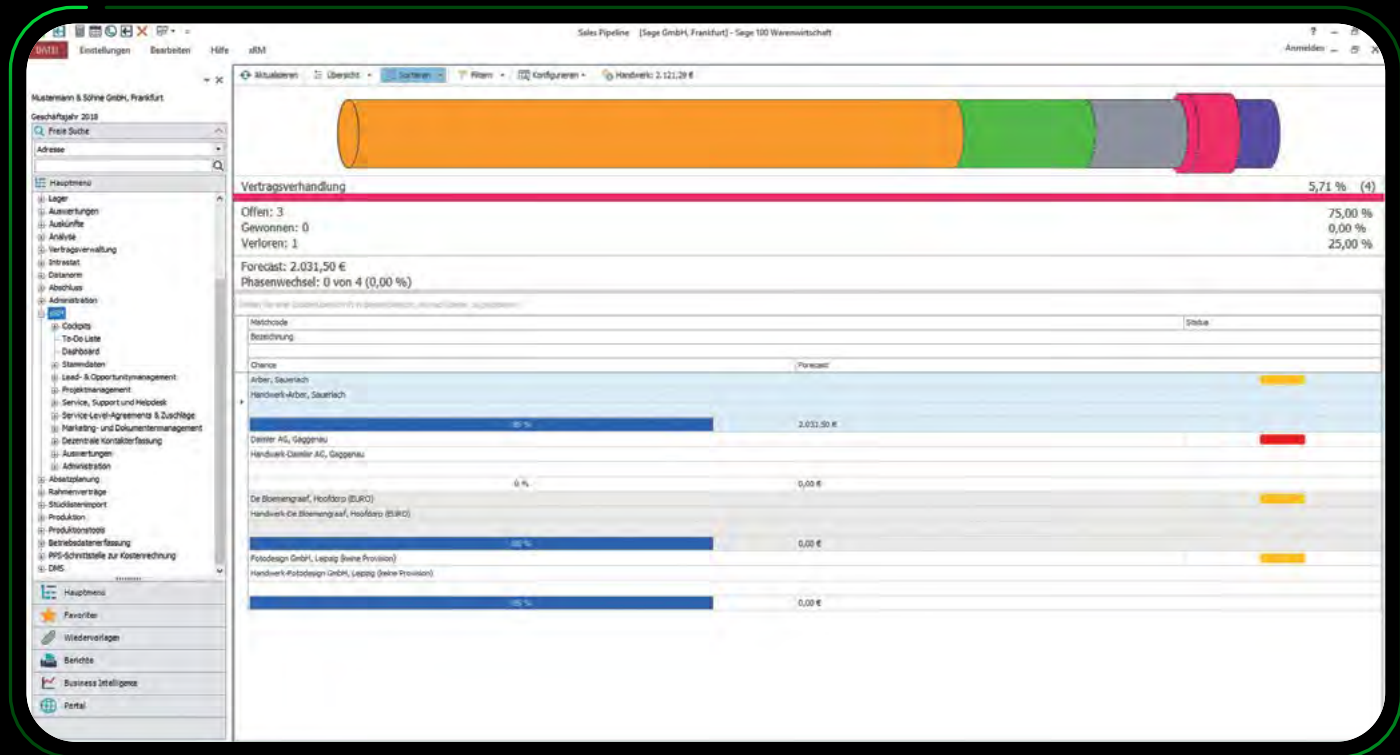 Sales Pipeline [Sage GmbH, Frankfurt] - Sage 100 Warenwirtschaft
?
DATEI Einstellungen Bearbeiten Hilfe xRM
Anmelden
Aktualisieren Übersicht Sortieren Filtern Konfigurieren Handwerk: 2.121,29 €
Mustermann & Söhne GmbH, Frankfurt
Geschäftsjahr 2018
Freie Suche
Adresse
Hauptmenü
Lager
Auswertungen
Auskünfte
Analyse
Vertragsverwaltung
Intrastat
Datanorm
Abschluss
Administration
xRM
Cockpits
To-Do Liste
Dashboard
Stammdaten
Lead- & Opportunitymanagement
Projektmanagement
Service, Support und Helpdesk
Service-Level-Agreements & Zuschläge
Marketing- und Dokumentenmanagement
Dezentrale Kontakterfassung
Auswertungen
Administration
Absatzplanung
Rahmenverträge
Stücklistenimport
Produktion
Produktionstools
Betriebsdatenerfassung
PPS-Schnittstelle zur Kostenrechnung
DMS
Hauptmenü
Favoriten
Wiedervorlagen
Berichte
Business Intelligence
Portal
Vertragsverhandlung 5,71 % (4)
Offen: 3 75,00 %
Gewonnen: 0 0,00 %
Verloren: 1 25,00 %
Forecast: 2.031,50 €
Phasenwechsel: 0 von 4 (0,00 %)
Matchcode Status
Bezeichnung
Chance Forecast
Arber, Sauerlach
Handwerk-Arber, Sauerlach
2.031,50 €
Daimler AG, Gaggenau
Handwerk-Daimler AG, Gaggenau
0 % 0,00 €
De Bloemengraaf, Hoofdorp (EURO)
Handwerk-De Bloemengraaf, Hoofdorp (EURO)
0,00 €
Fotodesign GmbH, Leipzig (keine Provision)
Handwerk-Fotodesign GmbH, Leipzig (keine Provision)
0,00 €